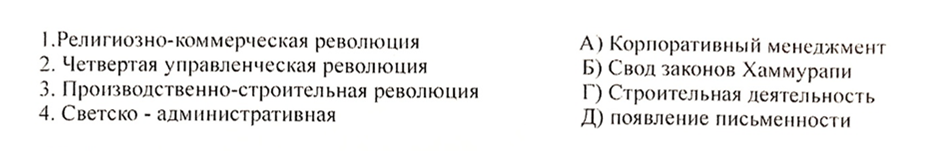 1.Религиозно-коммерческая революция
2. Четвертая управленческая революция
3. Производственно-строительная революция
4. Светско - административная
А) Корпоративный менеджмент
Б) Свод законов Хаммурапи
Г) Строительная деятельность
Д) появление письменности